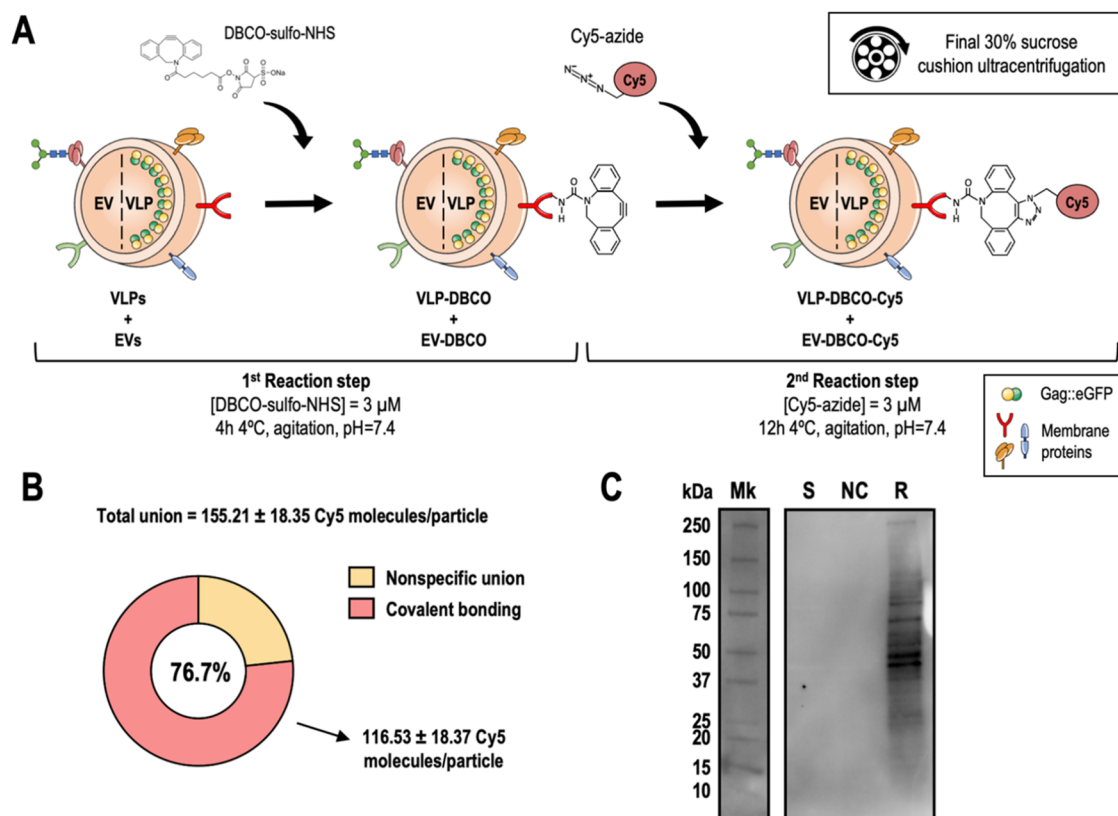 A
DBCO-sulfo-NHS
Cy5-azide
Final 30% sucrose
cushion ultracentrifugation
N⁻
N⁺
N
Cy5
O
N
O
O
O
N
O
O
S
O
ONa
EV
VLP
EV
VLP
O
N
H
N
EV
VLP
O
N
H
N
N
N
N
Cy5
VLPs
+
EVs
VLP-DBCO
+
EV-DBCO
VLP-DBCO-Cy5
+
EV-DBCO-Cy5
1st Reaction step
[DBCO-sulfo-NHS] = 3 µM
4h 4ºC, agitation, pH=7.4
2nd Reaction step
[Cy5-azide] = 3 µM
12h 4ºC, agitation, pH=7.4
Gag::eGFP
Membrane
proteins
B
Total union = 155.21 ± 18.35 Cy5 molecules/particle
Nonspecific union
Covalent bonding
76.7%
116.53 ± 18.37 Cy5
molecules/particle
C
kDa Mk S NC R
250
150
100
75
50
37
25
20
15
10